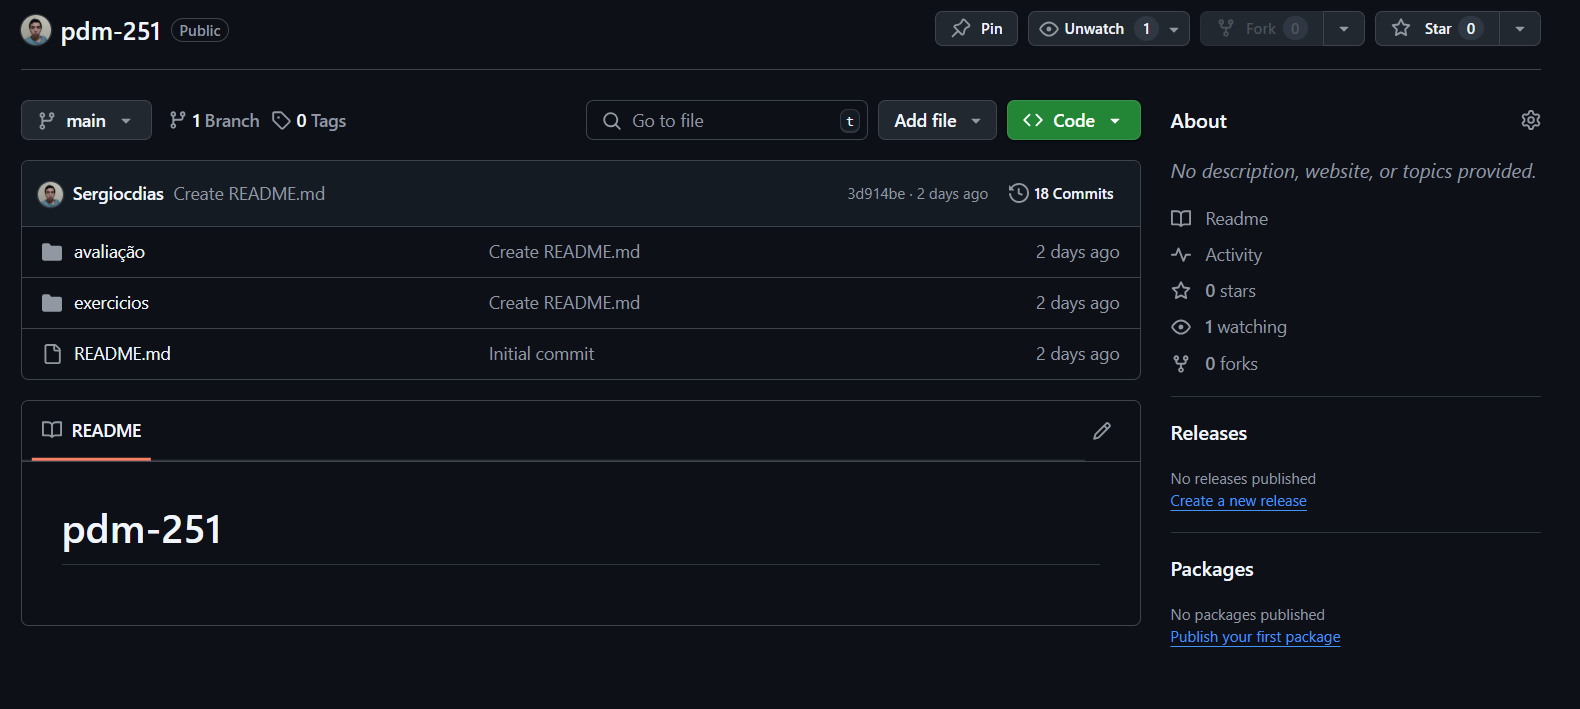 pdm-251 Public Pin Unwatch 1 Fork 0 Star 0
main 1 Branch 0 Tags Go to file t Add file Code
Sergiocdias Create README.md 3d914be · 2 days ago 18 Commits
avaliação Create README.md 2 days ago
exercicios Create README.md 2 days ago
README.md Initial commit 2 days ago
README
pdm-251
About
No description, website, or topics provided.
Readme
Activity
0 stars
1 watching
0 forks
Releases
No releases published
Create a new release
Packages
No packages published
Publish your first package